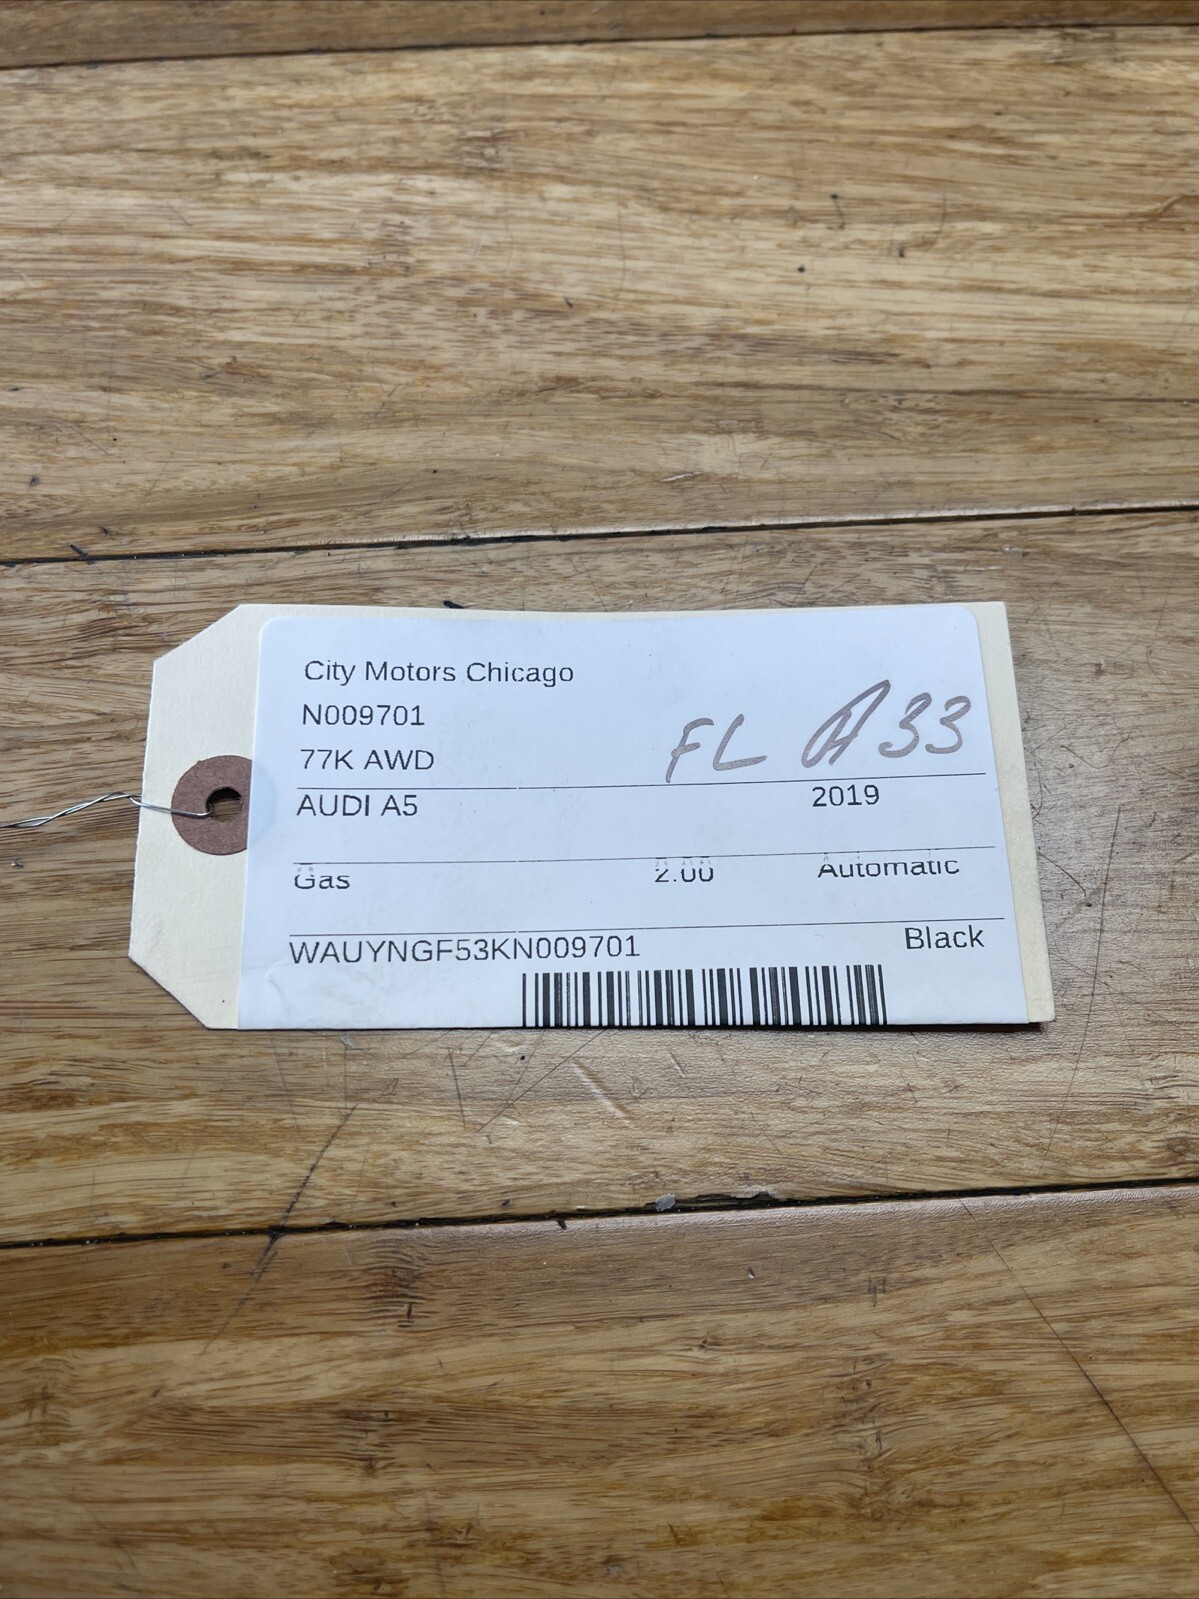 City Motors Chicago
N009701
77K AWD
FL A33
AUDI A5 2019
Gas 2.00 Automatic
WAUYNGF53KN009701 Black